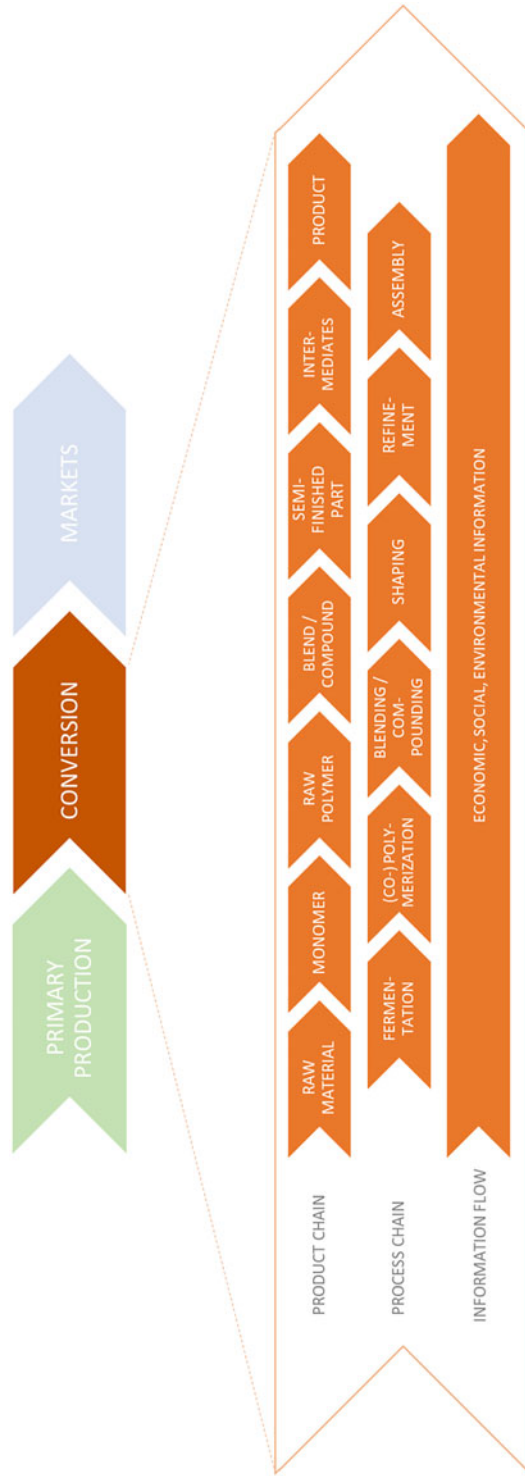 PRIMARY
PRODUCTION
CONVERSION
MARKETS
PRODUCT CHAIN
RAW
MATERIAL
MONOMER
RAW
POLYMER
BLEND /
COMPOUND
SEMI-
FINISHED
PART
INTER-
MEDIATES
PRODUCT
PROCESS CHAIN
FERMEN-
TATION
(CO-) POLY-
MERIZATION
BLENDING /
COM-
POUNDING
SHAPING
REFINE-
MENT
ASSEMBLY
INFORMATION FLOW
ECONOMIC, SOCIAL, ENVIRONMENTAL INFORMATION